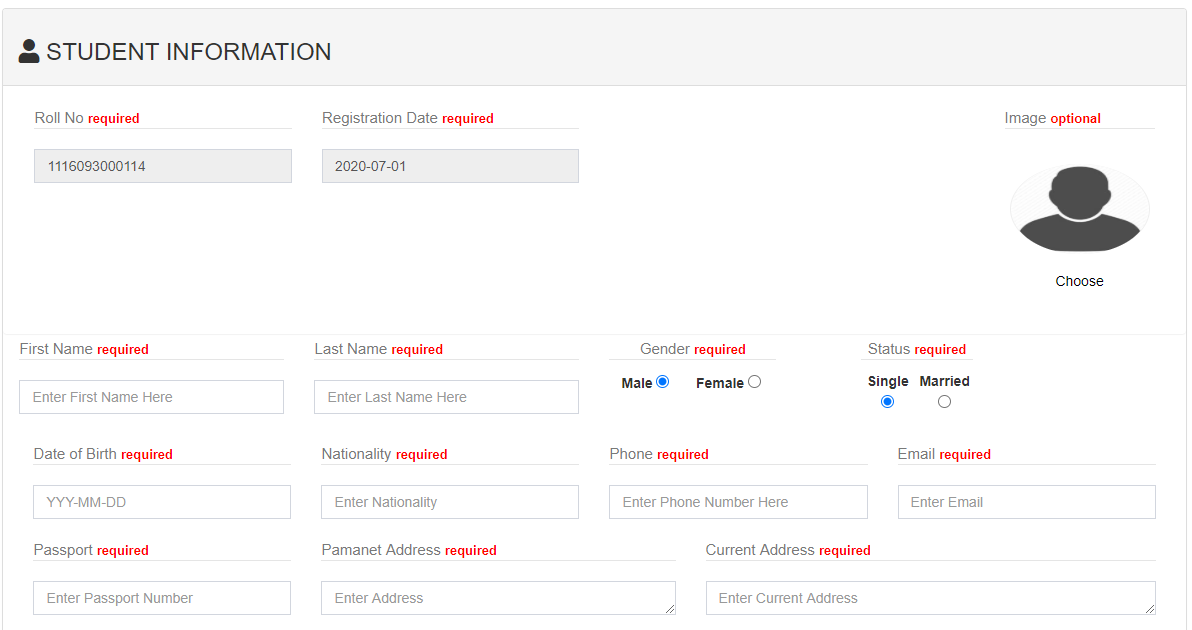 STUDENT INFORMATION
Roll No required
Registration Date required
Image optional
1116093000114
2020-07-01
Choose
First Name required
Last Name required
Gender required
Status required
Enter First Name Here
Enter Last Name Here
Male
Female
Single
Married
Date of Birth required
Nationality required
Phone required
Email required
YYY-MM-DD
Enter Nationality
Enter Phone Number Here
Enter Email
Passport required
Pamanet Address required
Current Address required
Enter Passport Number
Enter Address
Enter Current Address